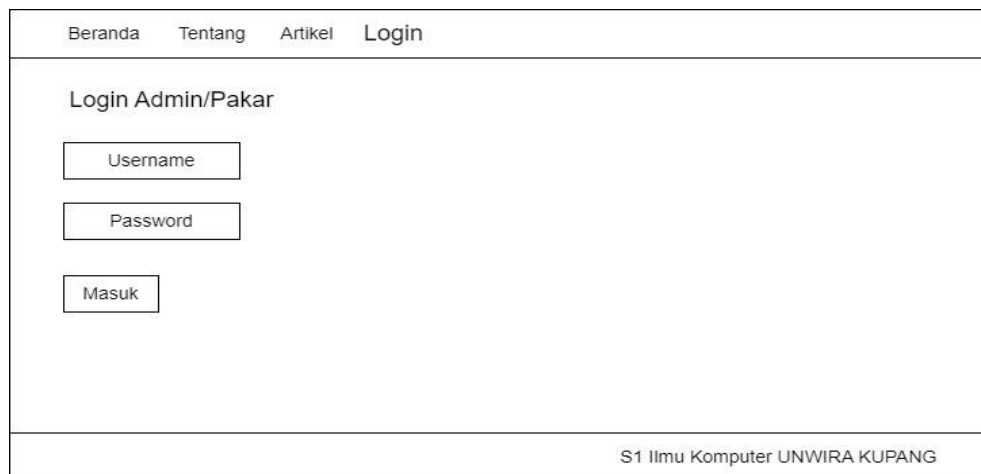 Beranda Tentang Artikel Login
Login Admin/Pakar
Username
Password
Masuk
S1 Ilmu Komputer UNWIRA KUPANG